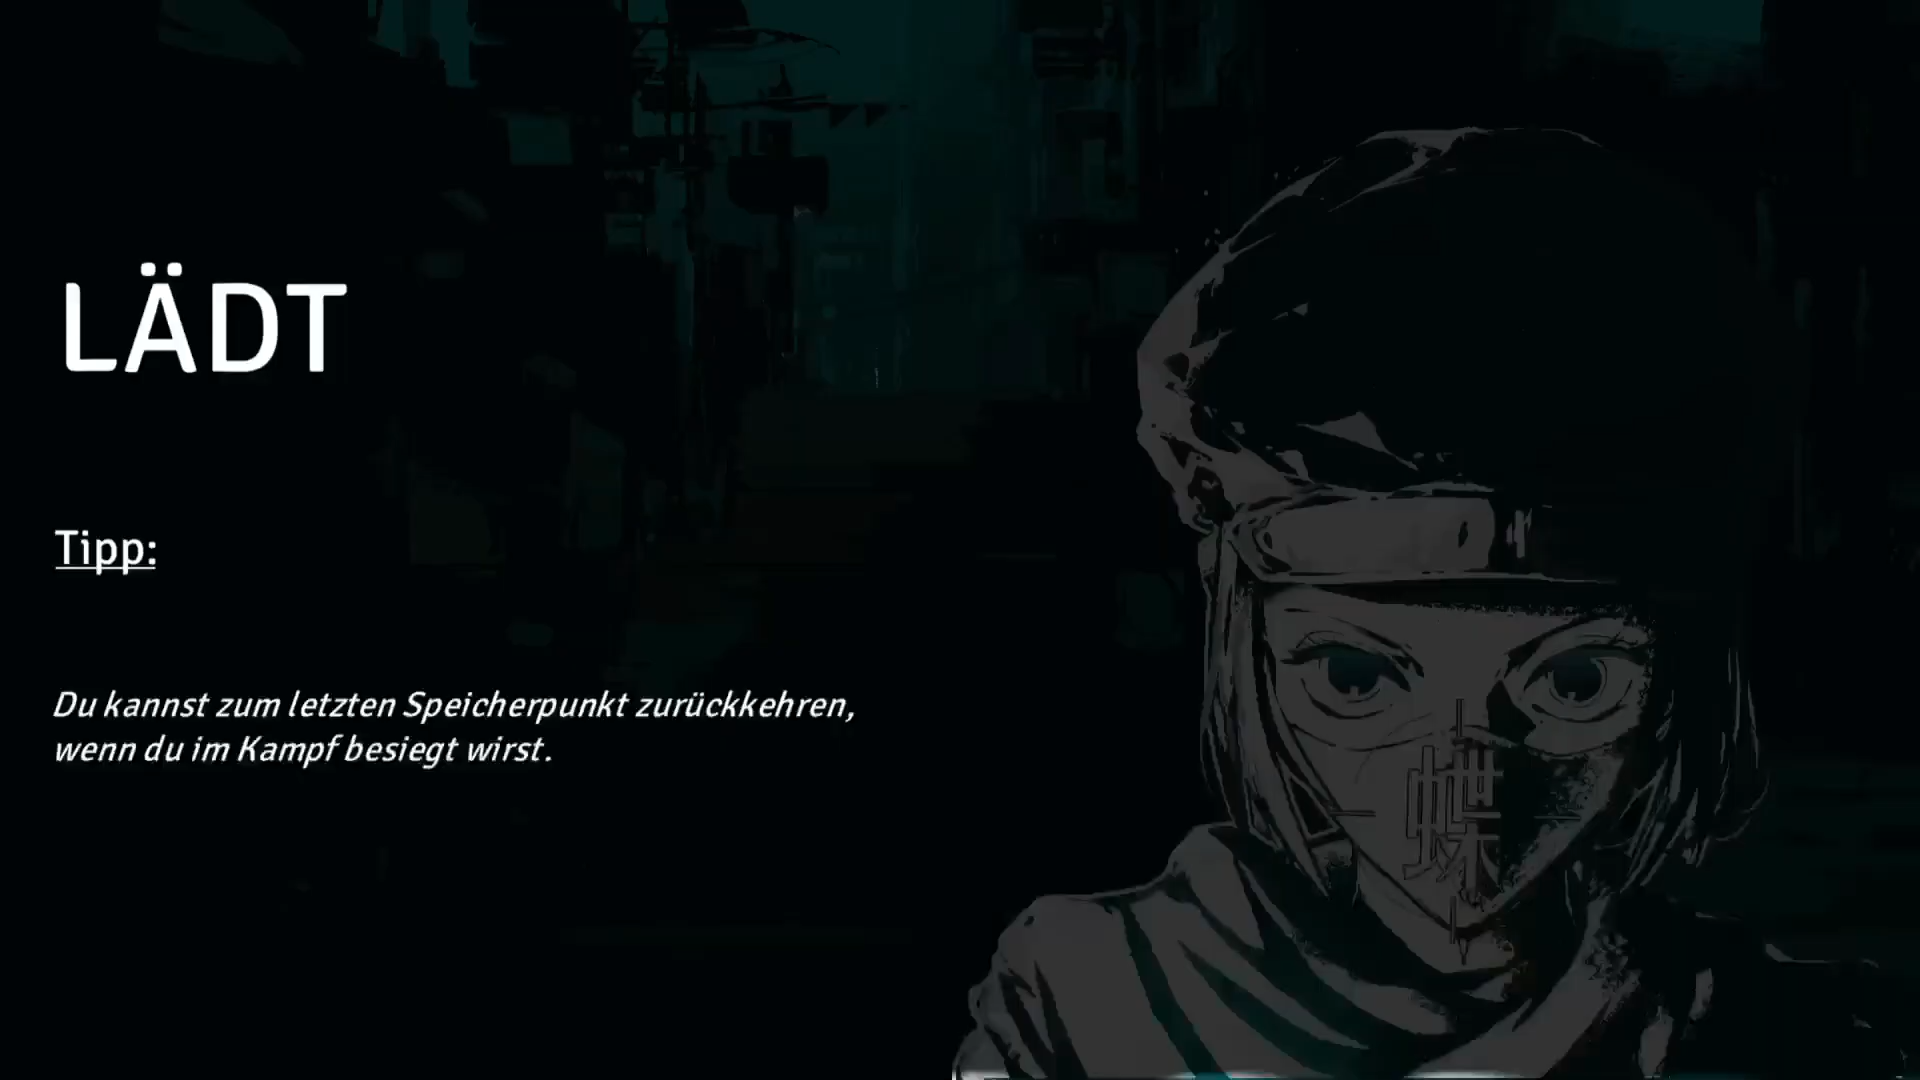 LÄDT
Tipp:
Du kannst zum letzten Speicherpunkt zurückkehren,
wenn du im Kampf besiegt wirst.
蝶